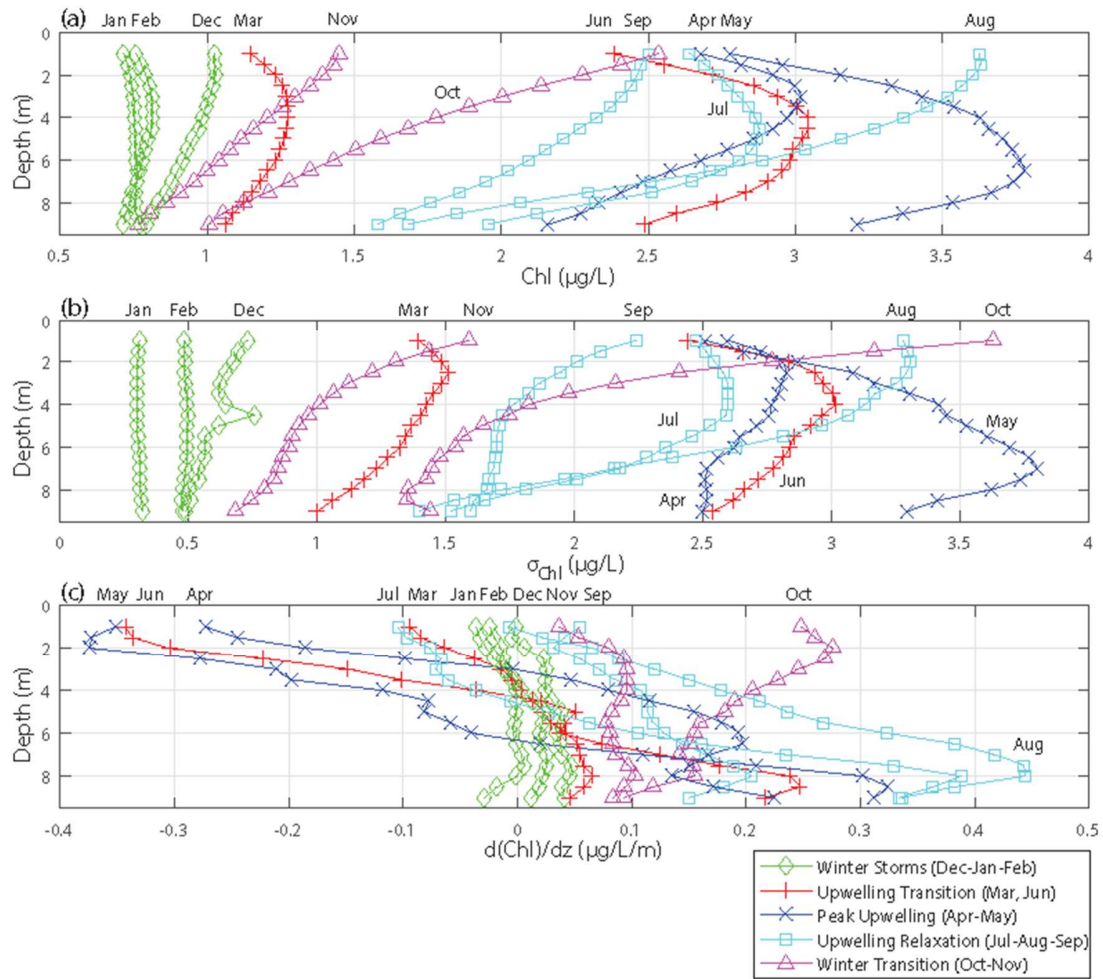 (a) Jan Feb Dec Mar Nov Jun Sep Apr May Aug
Oct
Jul
0
2
4
6
8
Depth (m)
0.5 1 1.5 2 2.5 3 3.5 4
Chl (µg/L)
(b) Jan Feb Dec Mar Nov Sep Aug Oct
Jul
May
Apr
Jun
0
2
4
6
8
Depth (m)
0 0.5 1 1.5 2 2.5 3 3.5 4
σChl (µg/L)
(c) May Jun Apr Jul Mar Jan Feb Dec Nov Sep Oct
Aug
0
2
4
6
8
Depth (m)
-0.4 -0.3 -0.2 -0.1 0 0.1 0.2 0.3 0.4 0.5
d(Chl)/dz (µg/L/m)
Winter Storms (Dec-Jan-Feb)
Upwelling Transition (Mar, Jun)
Peak Upwelling (Apr-May)
Upwelling Relaxation (Jul-Aug-Sep)
Winter Transition (Oct-Nov)